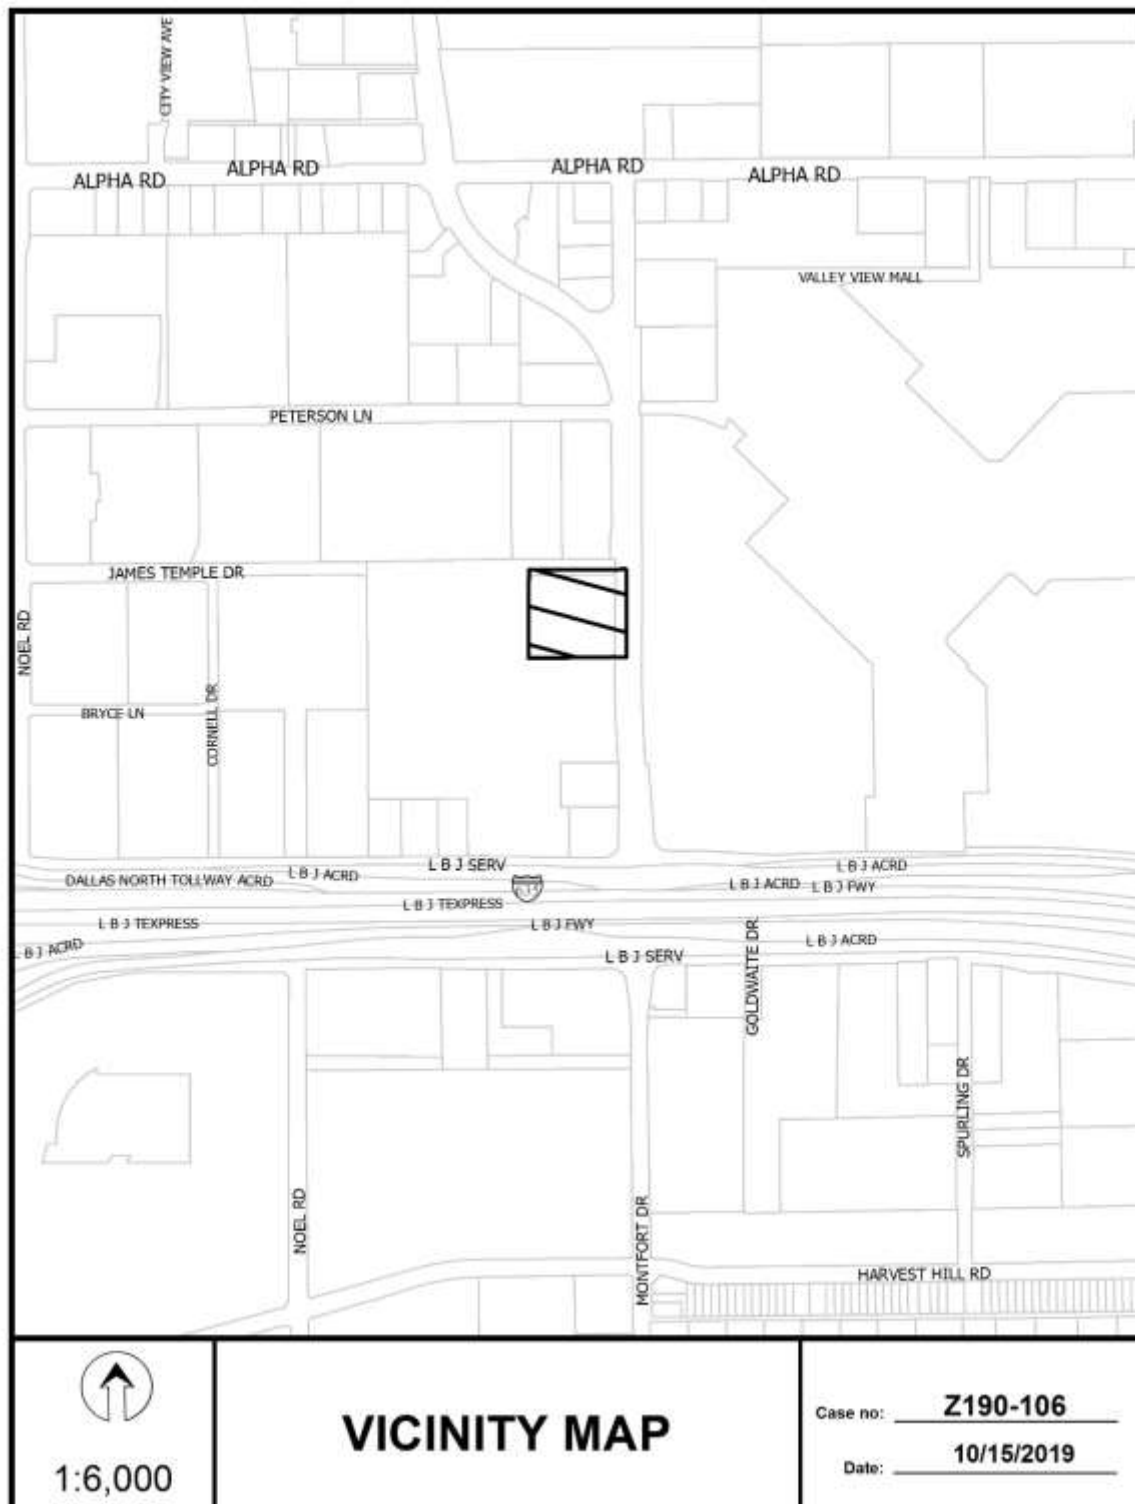 CITY VIEW AVE
ALPHA RD
ALPHA RD
ALPHA RD
ALPHA RD
VALLEY VIEW MALL
PETERSON LN
JAMES TEMPLE DR
NOEL RD
CORNELL DR
BRYCE LN
L B J SERV
L B J ACRD
L B J ACRD
DALLAS NORTH TOLLWAY ACRD
L B J ACRD
L B J FWY
L B J TEXPRESS
L B J TEXPRESS
L B J FWY
L B J ACRD
L B J ACRD
L B J SERV
GOLDWAITE DR
SPURLING DR
NOEL RD
MONTFORT DR
HARVEST HILL RD
1:6,000
VICINITY MAP
Case no: Z190-106
Date: 10/15/2019